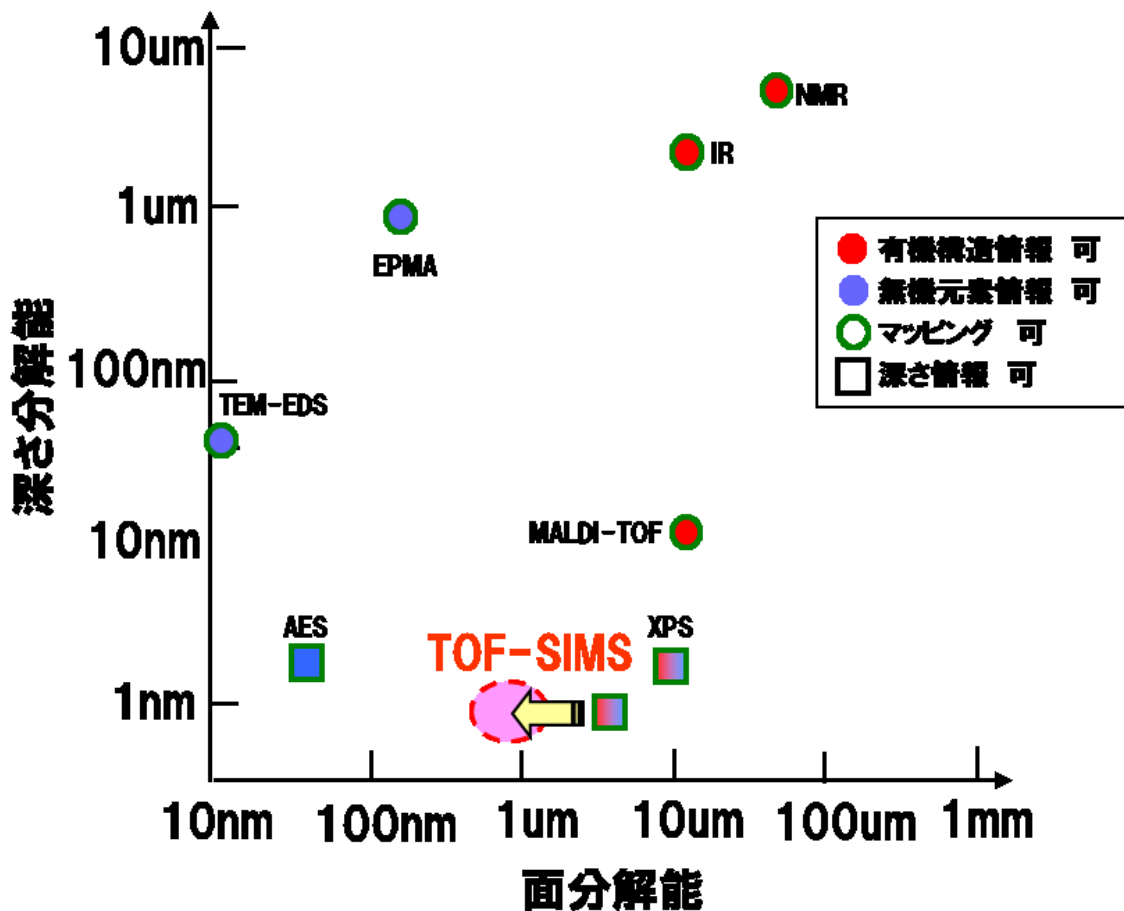 10um
NMR
IR
1um
EPMA
有機構造情報 可
無機元素情報 可
マッピング 可
深さ情報 可
深さ分解能
100nm
TEM-EDS
10nm
MALDI-TOF
AES
TOF-SIMS
XPS
1nm
10nm
100nm
1um
10um
100um
1mm
面分解能